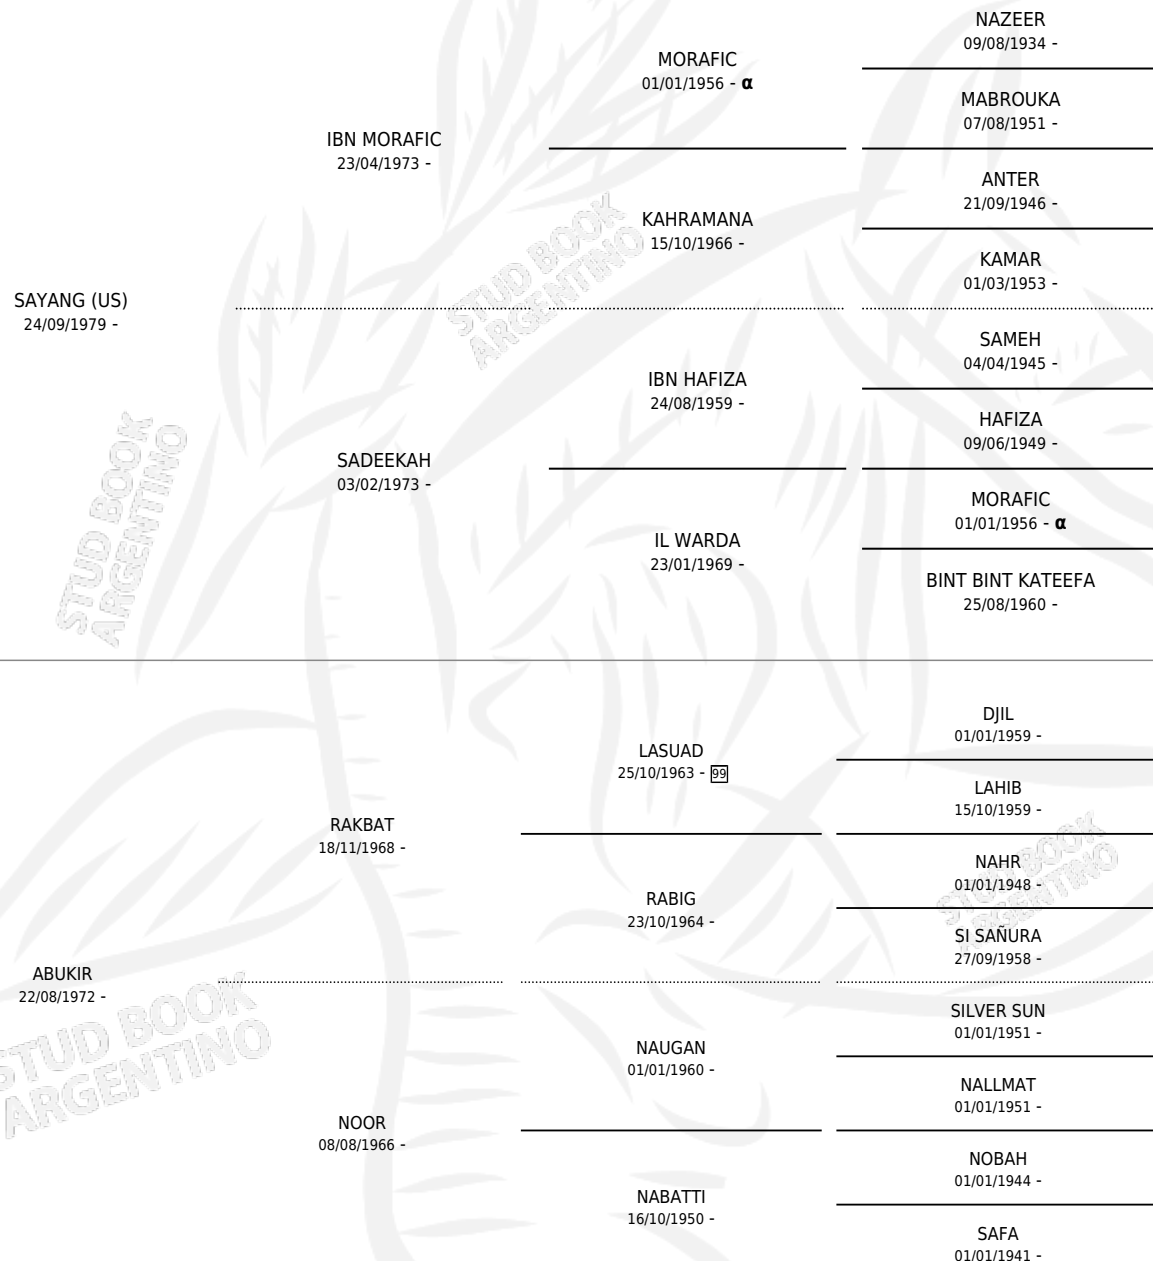 SAYANG (US)
24/09/1979 -
IBN MORAFIC
23/04/1973 -
MORAFIC
01/01/1956 - α
NAZEER
09/08/1934 -
MABROUKA
07/08/1951 -
KAHRAMANA
15/10/1966 -
ANTER
21/09/1946 -
KAMAR
01/03/1953 -
SADEEKAH
03/02/1973 -
IBN HAFIZA
24/08/1959 -
SAMEH
04/04/1945 -
HAFIZA
09/06/1949 -
IL WARDA
23/01/1969 -
MORAFIC
01/01/1956 - α
BINT BINT KATEEFA
25/08/1960 -
ABUKIR
22/08/1972 -
RAKBAT
18/11/1968 -
LASUAD
25/10/1963 - 99
DJIL
01/01/1959 -
LAHIB
15/10/1959 -
RABIG
23/10/1964 -
NAHR
01/01/1948 -
SI SAÑURA
27/09/1958 -
NOOR
08/08/1966 -
NAUGAN
01/01/1960 -
SILVER SUN
01/01/1951 -
NALLMAT
01/01/1951 -
NABATTI
16/10/1950 -
NOBAH
01/01/1944 -
SAFA
01/01/1941 -
STUD BOOK
ARGENTINO
STUD BOOK
ARGENTINO
STUD BOOK
ARGENTINO
STUD BOOK
ARGENTINO